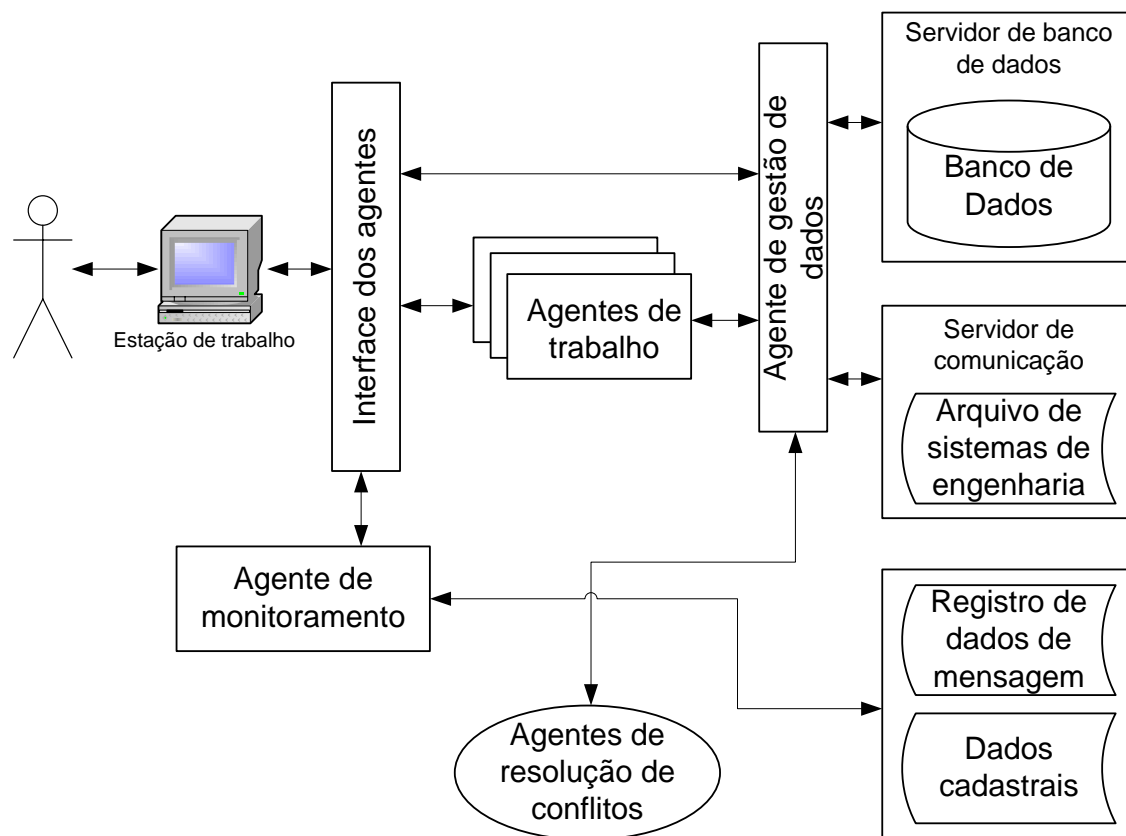 Estação de trabalho
Interface dos agentes
Agentes de
trabalho
Agente de gestão de
dados
Servidor de banco
de dados
Banco de
Dados
Servidor de
comunicação
Arquivo de
sistemas de
engenharia
Agente de
monitoramento
Agentes de
resolução de
conflitos
Registro de
dados de
mensagem
Dados
cadastrais